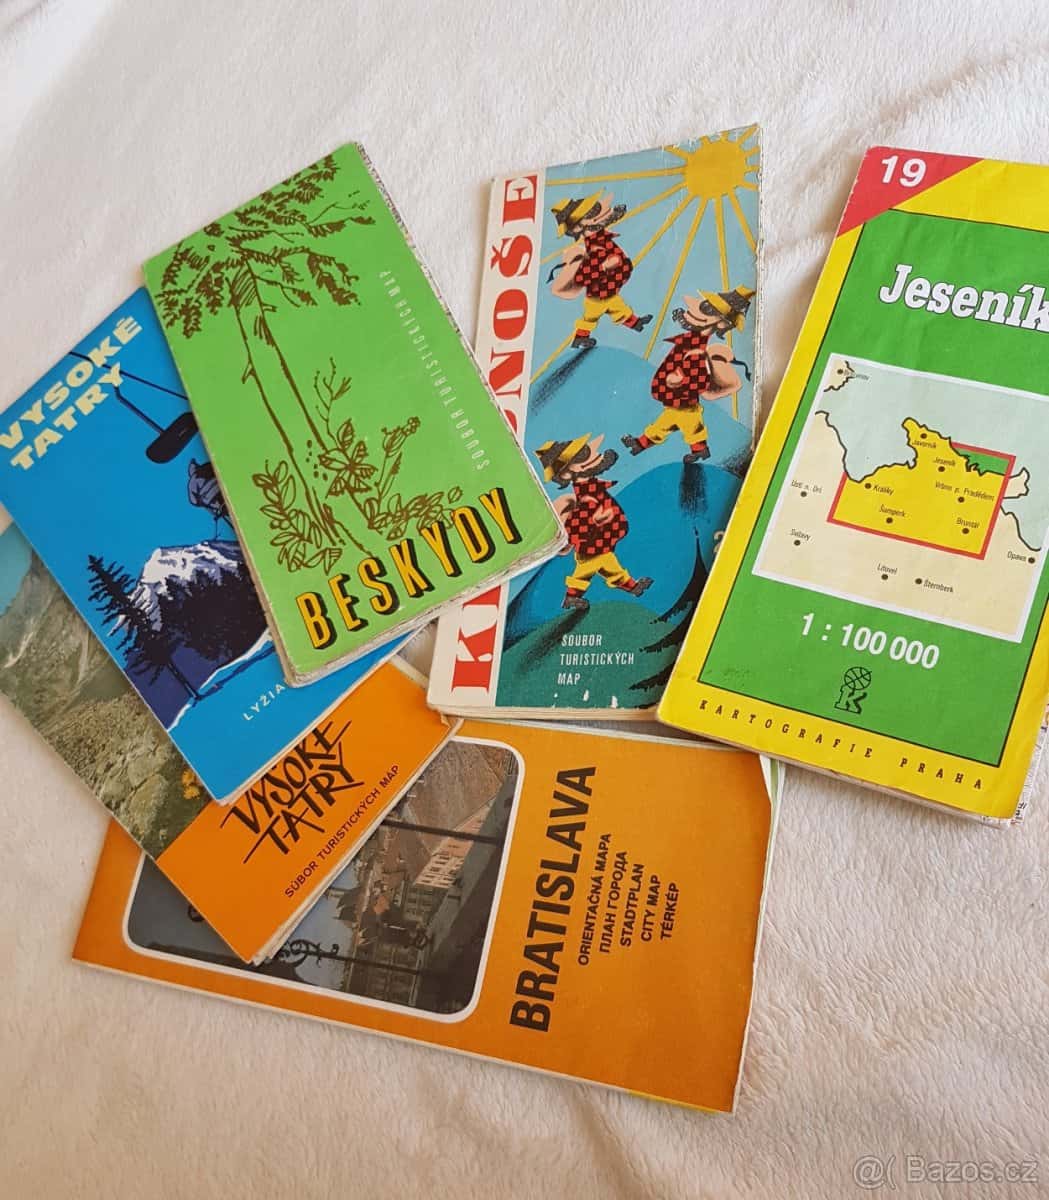 VYSOKÉ
TATRY
LYŽIA
SOUBOR TURISTICKÝCH MAP
BESKYDY
SOUBOR
TURISTICKÝCH
MAP
19
Jeseník
Javorník
Jeseník
Vrbno p. Pradědem
Králíky
Šumperk
Bruntál
Ústí n. Orl.
Svitavy
Litovel
Šternberk
Opava
1 : 100 000
KARTOGRAFIE PRAHA
VYSOKÉ
TATRY
SÚBOR TURISTICKÝCH MÁP
BRATISLAVA
ORIENTAČNÁ MAPA
ПЛАН ГОРОДА
STADTPLAN
CITY MAP
TÉRKÉP
@( Bazos.cz